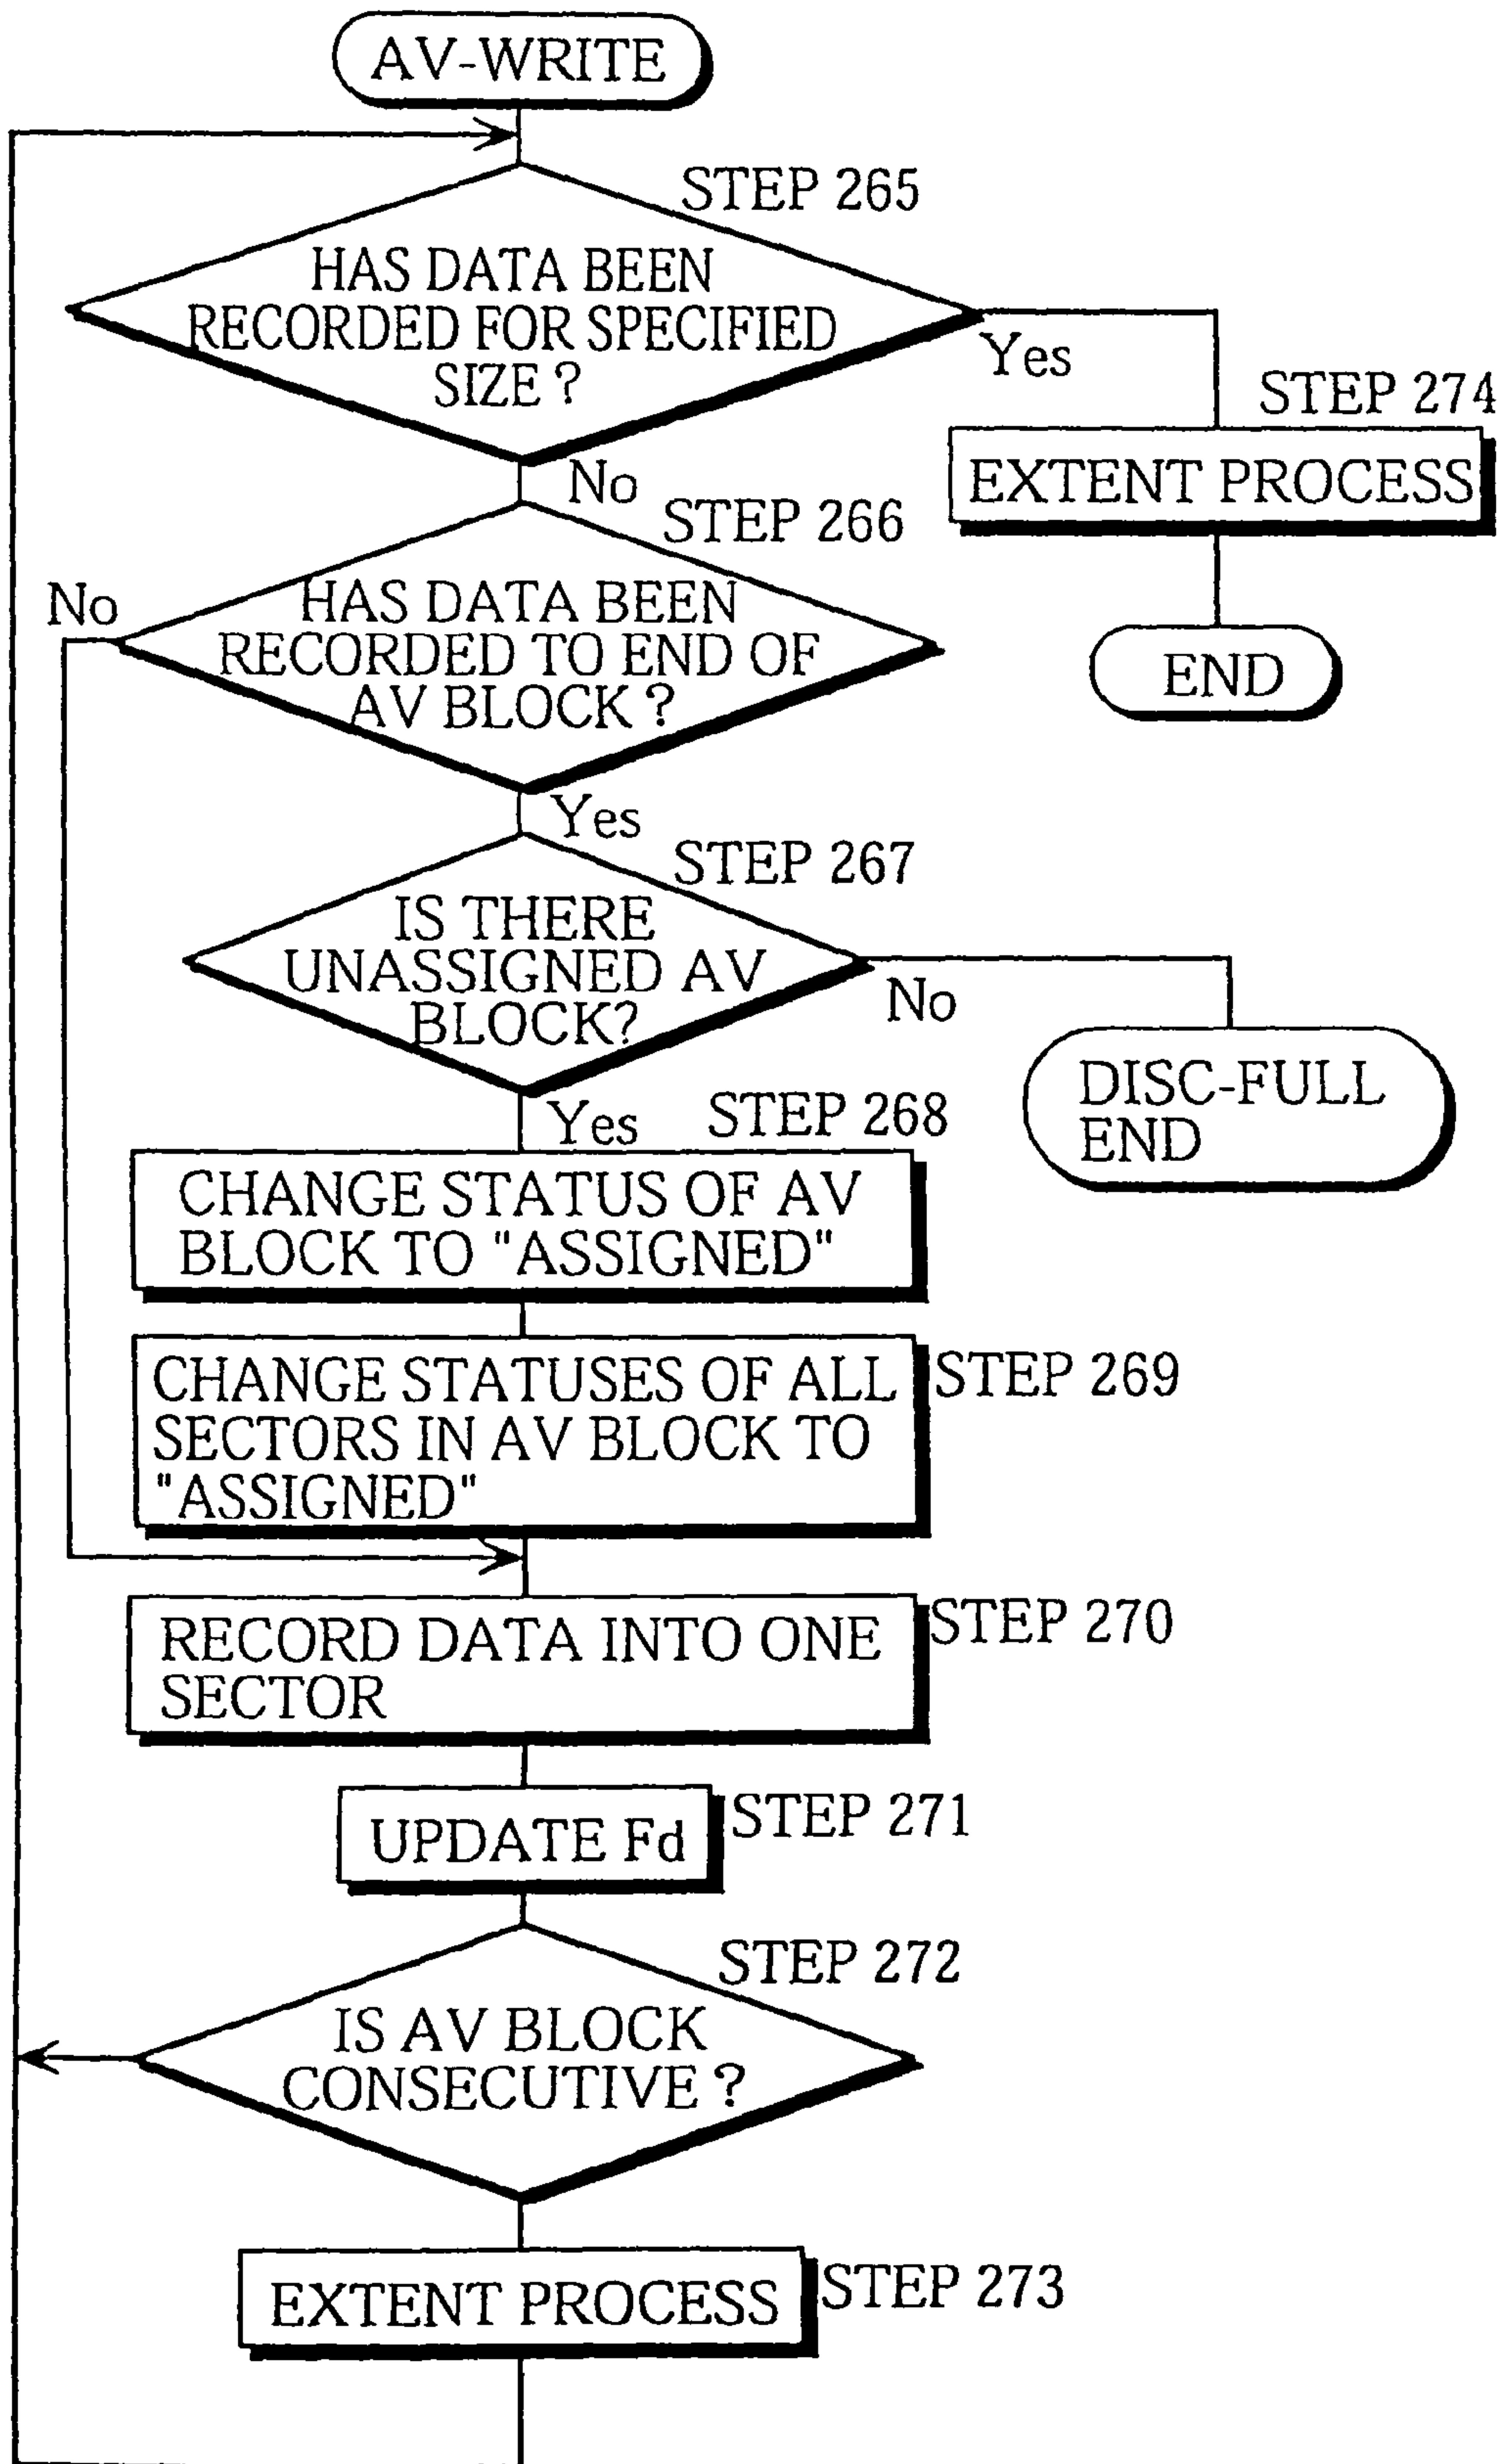 AV-WRITE
STEP 265
HAS DATA BEEN
RECORDED FOR SPECIFIED
SIZE ?
Yes
STEP 274
EXTENT PROCESS
END
No
STEP 266
No
HAS DATA BEEN
RECORDED TO END OF
AV BLOCK ?
Yes
STEP 267
IS THERE
UNASSIGNED AV
BLOCK?
No
DISC-FULL
END
Yes
STEP 268
CHANGE STATUS OF AV
BLOCK TO "ASSIGNED"
STEP 269
CHANGE STATUSES OF ALL
SECTORS IN AV BLOCK TO
"ASSIGNED"
STEP 270
RECORD DATA INTO ONE
SECTOR
STEP 271
UPDATE Fd
STEP 272
IS AV BLOCK
CONSECUTIVE ?
EXTENT PROCESS
STEP 273